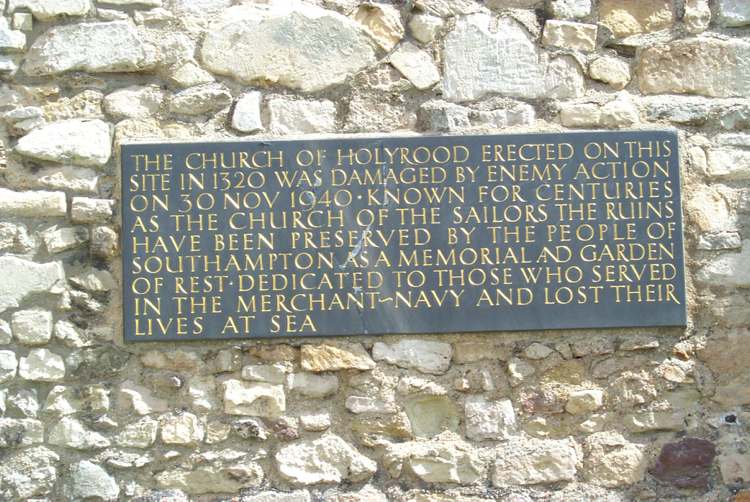 THE CHURCH OF HOLYROOD ERECTED ON THIS
SITE IN 1320 WAS DAMAGED BY ENEMY ACTION
ON 30 NOV 1940 · KNOWN FOR CENTURIES
AS THE CHURCH OF THE SAILORS THE RUINS
HAVE BEEN PRESERVED BY THE PEOPLE OF
SOUTHAMPTON AS A MEMORIAL AND GARDEN
OF REST · DEDICATED TO THOSE WHO SERVED
IN THE MERCHANT~NAVY AND LOST THEIR
LIVES AT SEA